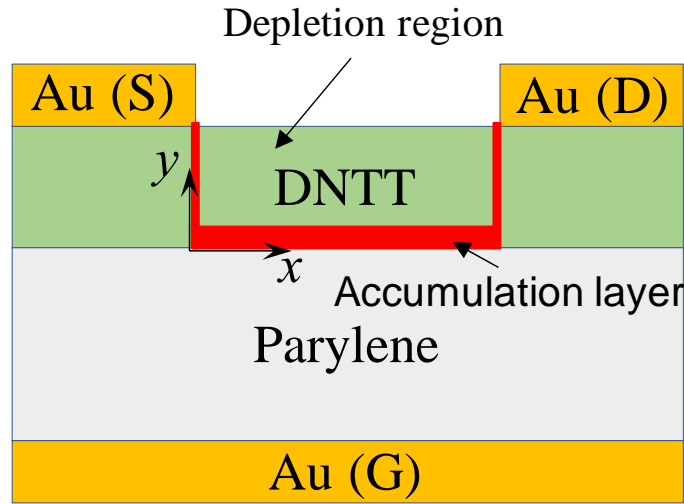 Depletion region
Au (S)
Au (D)
y
DNTT
x
Accumulation layer
Parylene
Au (G)